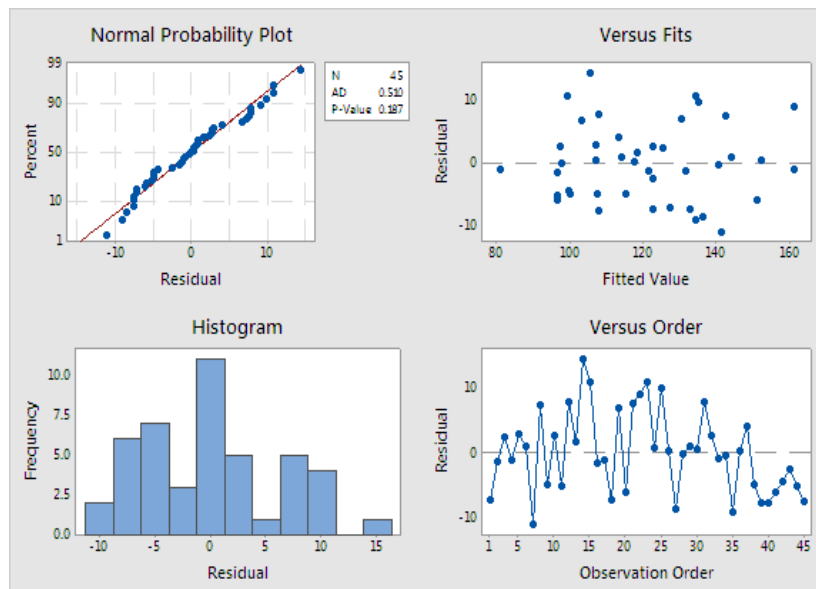 Normal Probability Plot
99
90
50
10
1
Percent
-10 0 10
Residual
N 45
AD 0.510
P-Value 0.187
Versus Fits
10
0
-10
Residual
80 100 120 140 160
Fitted Value
Histogram
10.0
7.5
5.0
2.5
0.0
Frequency
-10 -5 0 5 10 15
Residual
Versus Order
10
0
-10
Residual
1 5 10 15 20 25 30 35 40 45
Observation Order